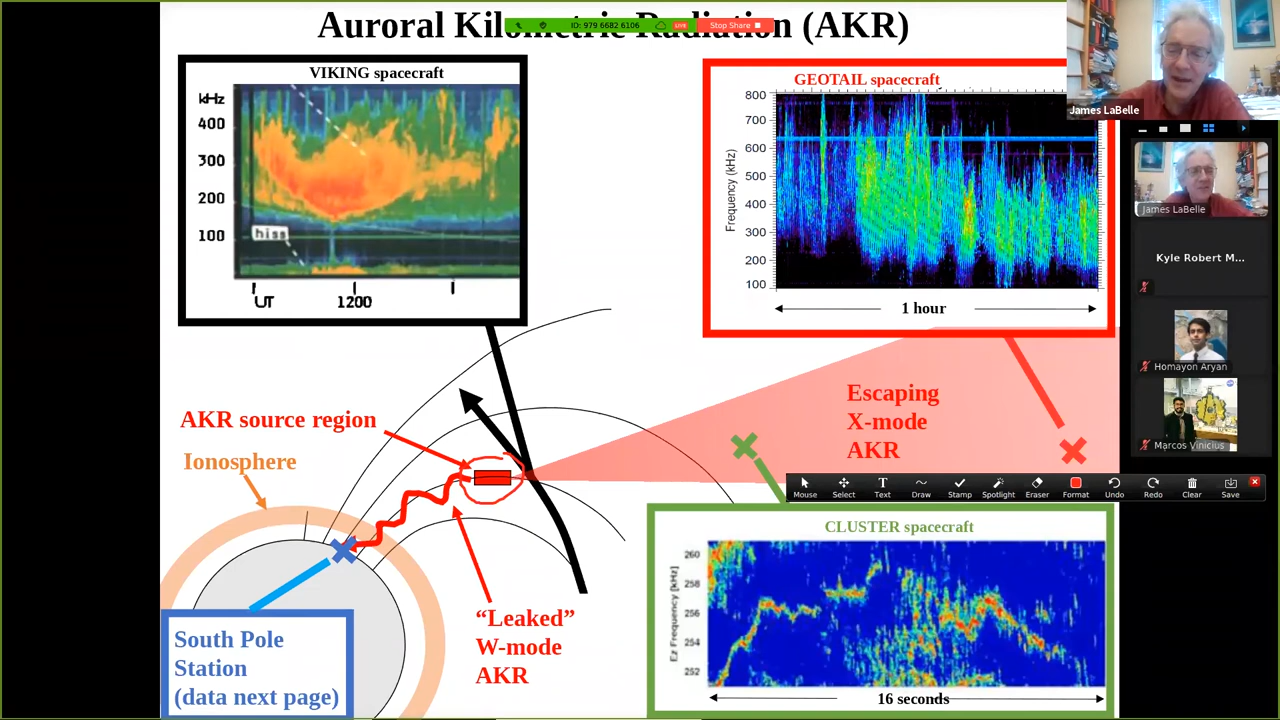 Auroral Kilometric Radiation (AKR)
ID: 979 6682 6106
LIVE
Stop Share
VIKING spacecraft
kHz
400
300
200
100
hiss
UT
1200
GEOTAIL spacecraft
Frequency (kHz)
800
700
600
500
400
300
200
100
1 hour
James LaBelle
James LaBelle
Kyle Robert M...
Homayon Aryan
Marcos Vinicius
AKR source region
Ionosphere
Escaping
X-mode
AKR
Mouse
Select
Text
Draw
Stamp
Spotlight
Eraser
Format
Undo
Redo
Clear
Save
CLUSTER spacecraft
Ez Frequency [kHz]
260
258
256
254
252
16 seconds
"Leaked"
W-mode
AKR
South Pole
Station
(data next page)